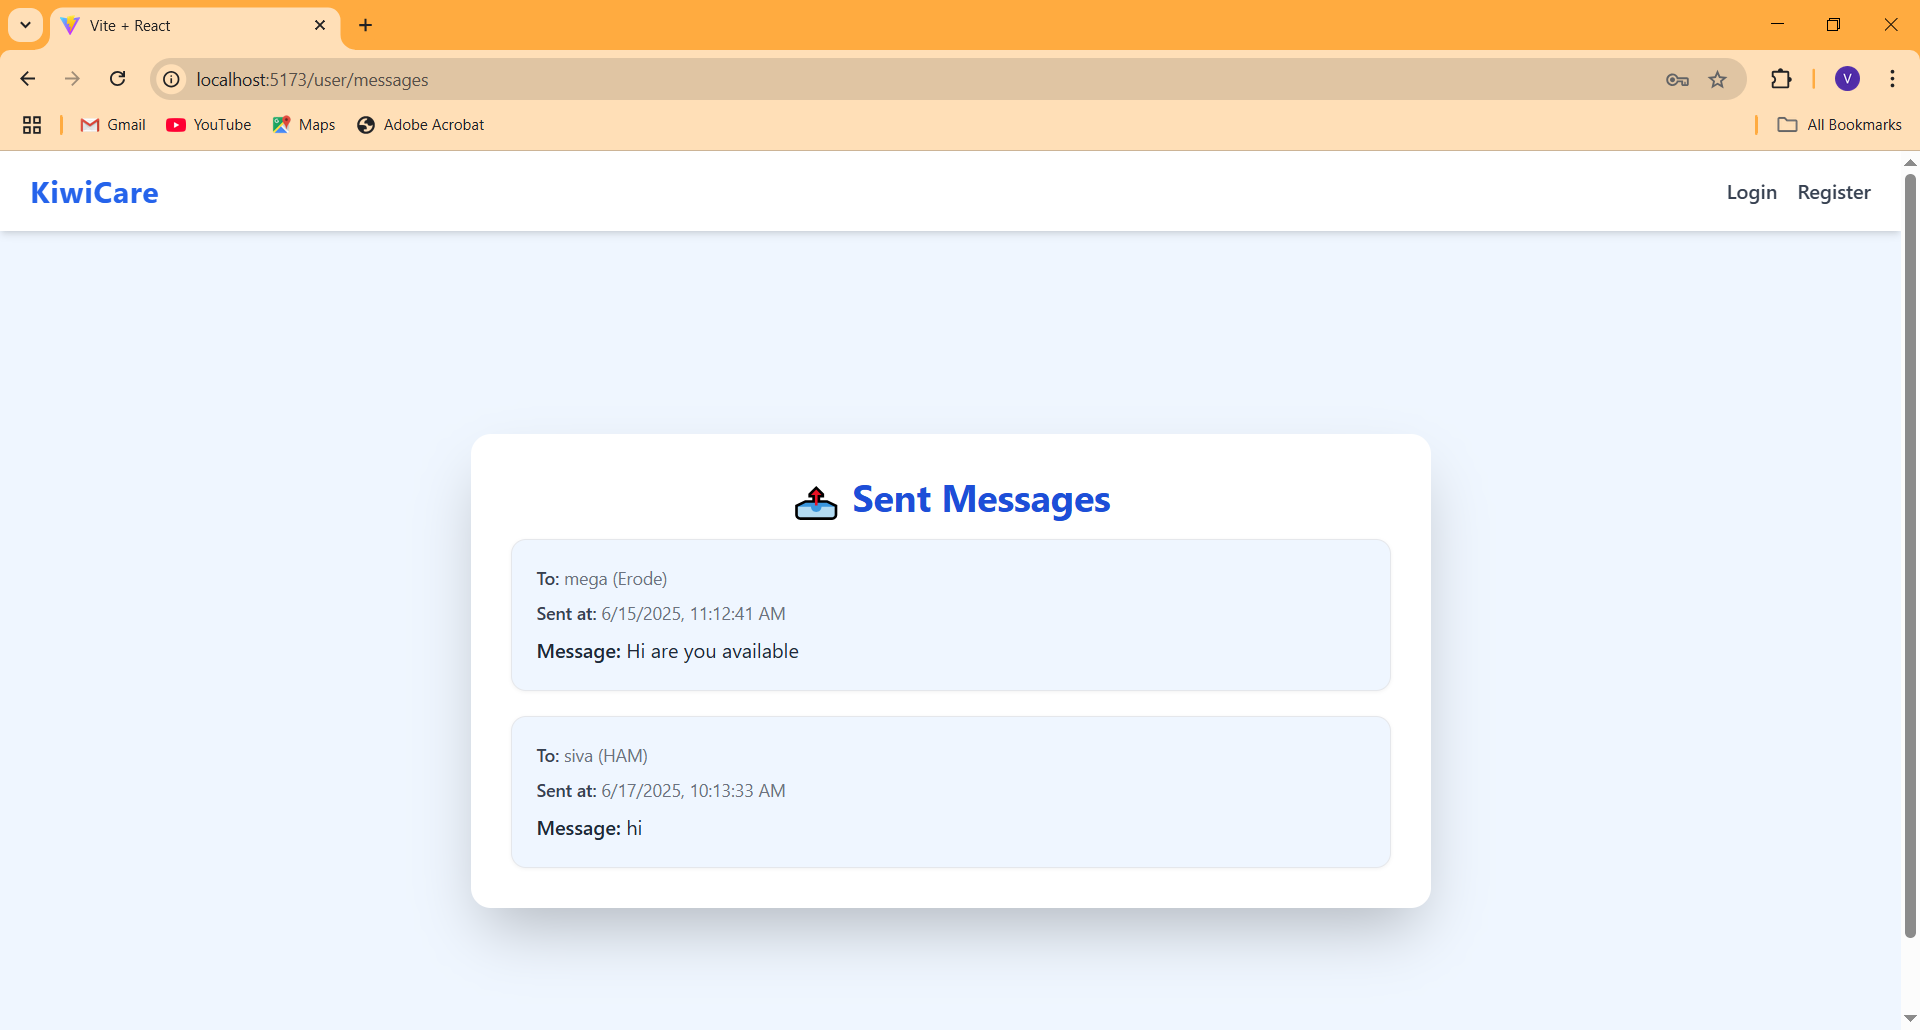 Vite + React
localhost:5173/user/messages
V
Gmail YouTube Maps Adobe Acrobat All Bookmarks
KiwiCare Login Register
Sent Messages
To: mega (Erode)
Sent at: 6/15/2025, 11:12:41 AM
Message: Hi are you available
To: siva (HAM)
Sent at: 6/17/2025, 10:13:33 AM
Message: hi